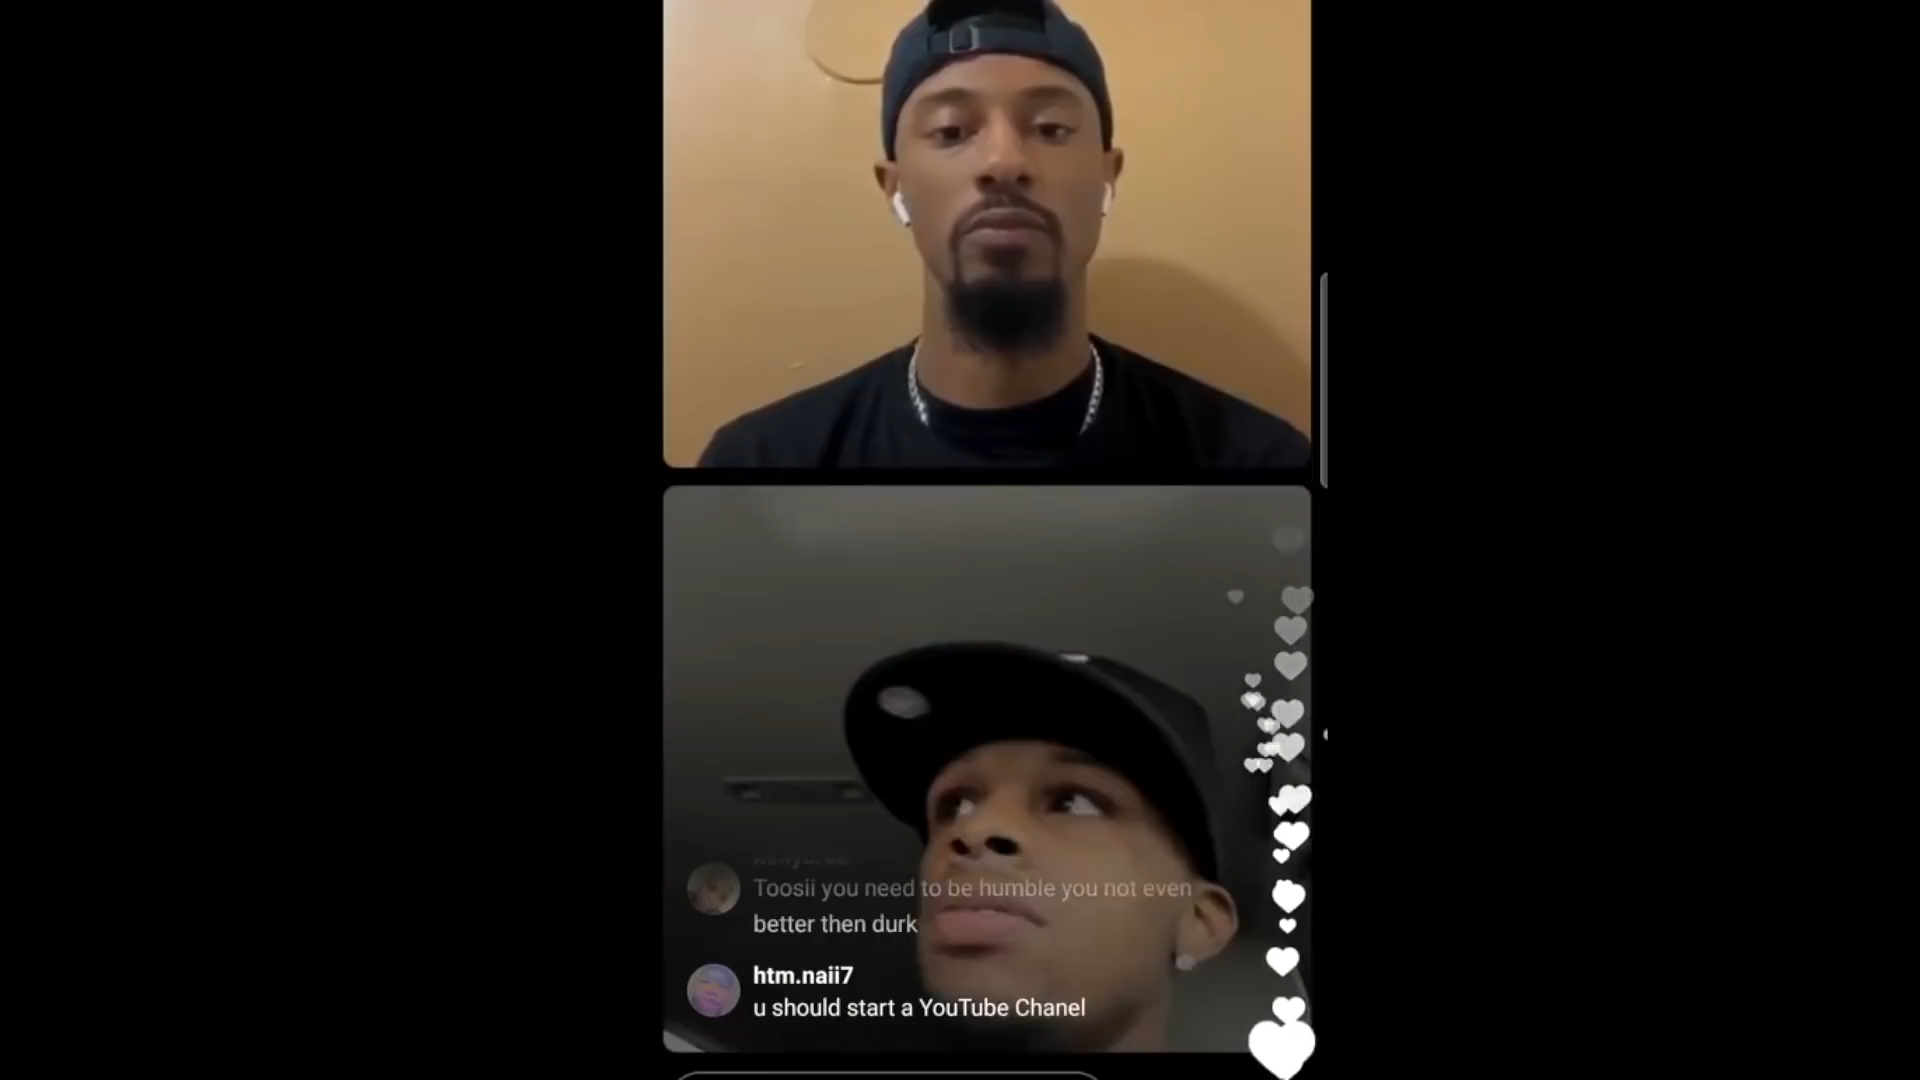 Toosii you need to be humble you not even
better then durk
htm.naii7
u should start a YouTube Chanel